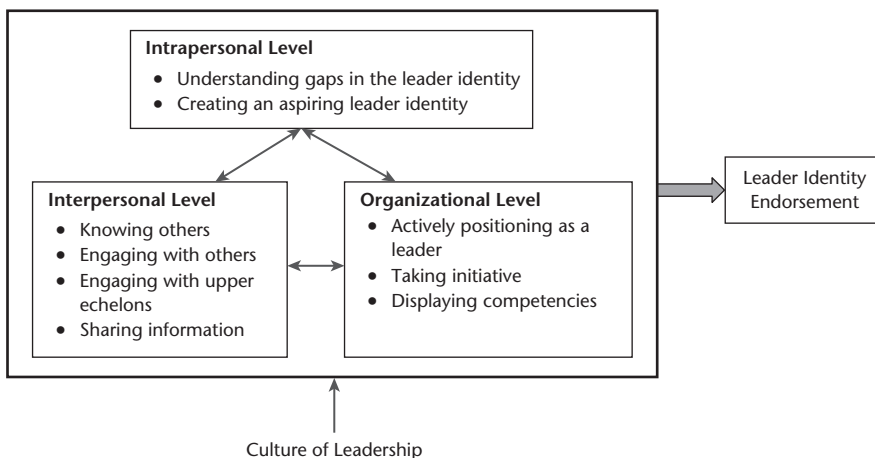 Intrapersonal Level
• Understanding gaps in the leader identity
• Creating an aspiring leader identity
Interpersonal Level
• Knowing others
• Engaging with others
• Engaging with upper
echelons
• Sharing information
Organizational Level
• Actively positioning as a
leader
• Taking initiative
• Displaying competencies
Leader Identity
Endorsement
Culture of Leadership